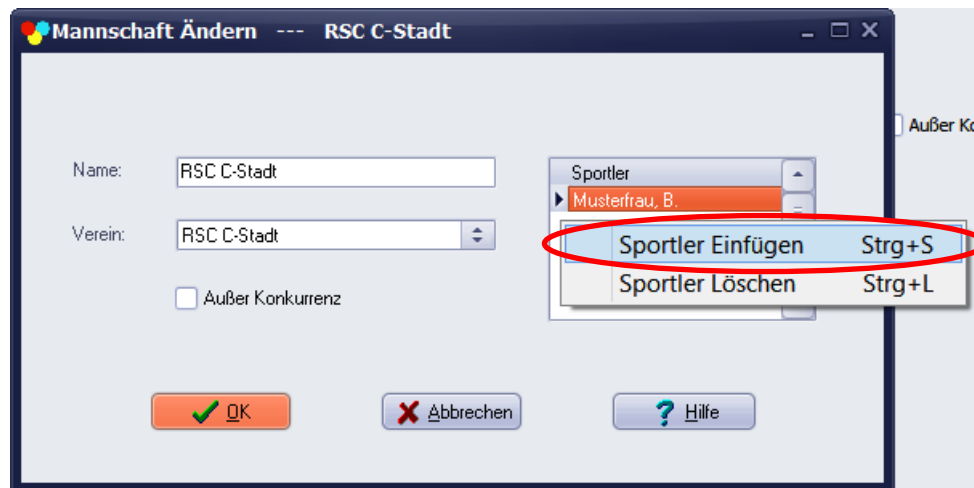 Mannschaft Ändern --- RSC C-Stadt
Außer Ko
Name:
RSC C-Stadt
Sportler
Musterfrau, B.
Verein:
RSC C-Stadt
Sportler Einfügen Strg+S
Sportler Löschen Strg+L
Außer Konkurrenz
OK
Abbrechen
? Hilfe